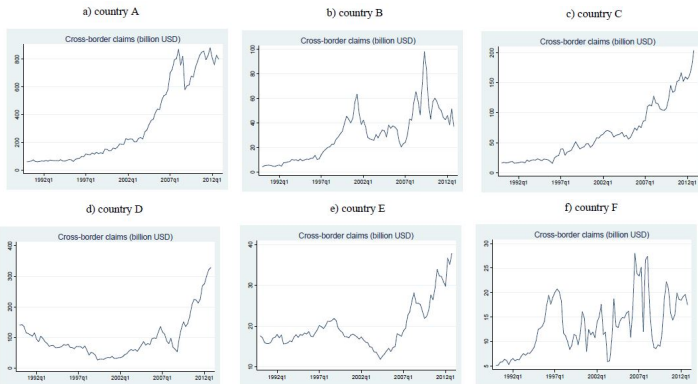 a) country A
b) country B
c) country C
Cross-border claims (billion USD)
Cross-border claims (billion USD)
Cross-border claims (billion USD)
800
600
400
200
0
1992q1 1997q1 2002q1 2007q1 2012q1
100
80
60
40
20
0
1992q1 1997q1 2002q1 2007q1 2012q1
200
150
100
50
0
1992q1 1997q1 2002q1 2007q1 2012q1
d) country D
e) country E
f) country F
Cross-border claims (billion USD)
Cross-border claims (billion USD)
Cross-border claims (billion USD)
400
300
200
100
0
1992q1 1997q1 2002q1 2007q1 2012q1
40
30
20
10
1992q1 1997q1 2002q1 2007q1 2012q1
30
25
20
15
10
5
1992q1 1997q1 2002q1 2007q1 2012q1